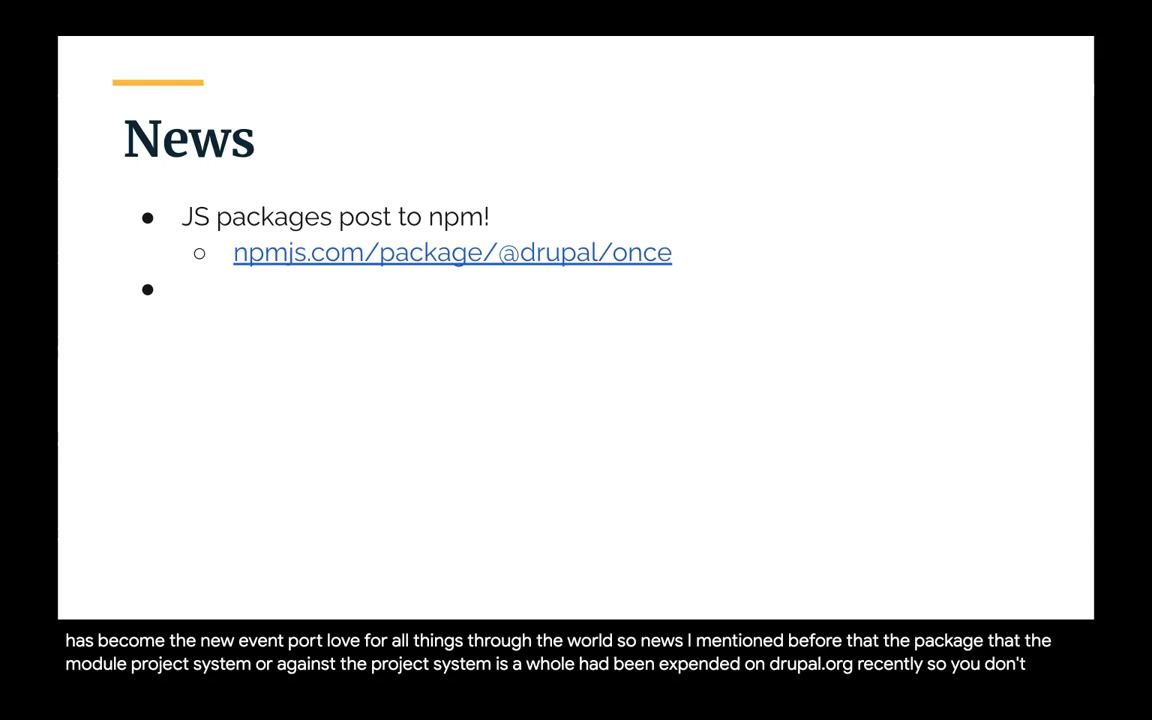 News
● JS packages post to npm!
○ npmjs.com/package/@drupal/once
●
has become the new event port love for all things through the world so news I mentioned before that the package that the
module project system or against the project system is a whole had been expended on drupal.org recently so you don't